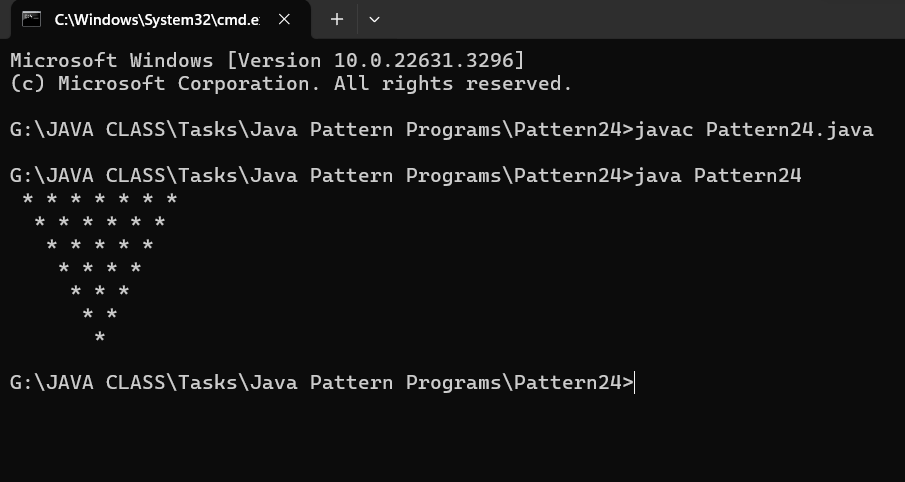 C:\Windows\System32\cmd.e
Microsoft Windows [Version 10.0.22631.3296]
(c) Microsoft Corporation. All rights reserved.
G:\JAVA CLASS\Tasks\Java Pattern Programs\Pattern24>javac Pattern24.java
G:\JAVA CLASS\Tasks\Java Pattern Programs\Pattern24>java Pattern24
 * * * * * * *
  * * * * * *
   * * * * *
    * * * *
     * * *
      * *
       *
G:\JAVA CLASS\Tasks\Java Pattern Programs\Pattern24>